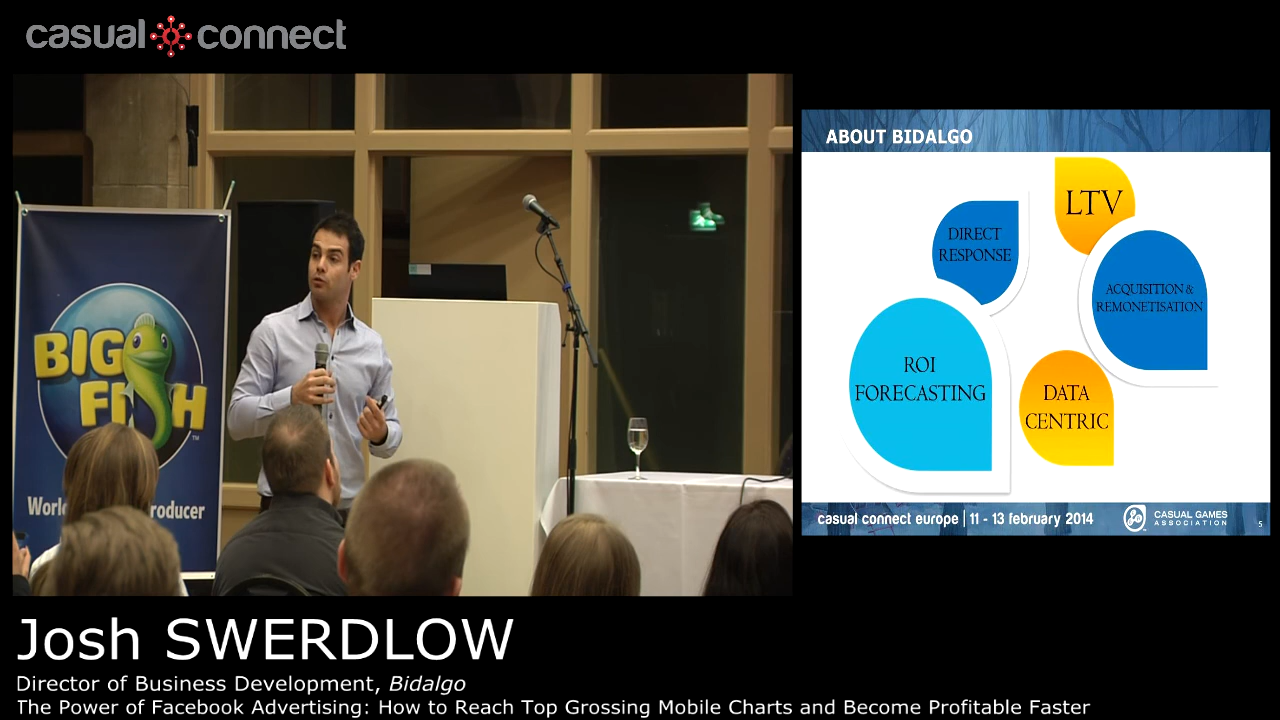 casual connect
BIG
FISH
TM
World
roducer
ABOUT BIDALGO
LTV
DIRECT
RESPONSE
ACQUISITION &
REMONETISATION
ROI
FORECASTING
DATA
CENTRIC
casual connect europe | 11 - 13 february 2014
CASUAL GAMES
ASSOCIATION
5
Josh SWERDLOW
Director of Business Development, Bidalgo
The Power of Facebook Advertising: How to Reach Top Grossing Mobile Charts and Become Profitable Faster